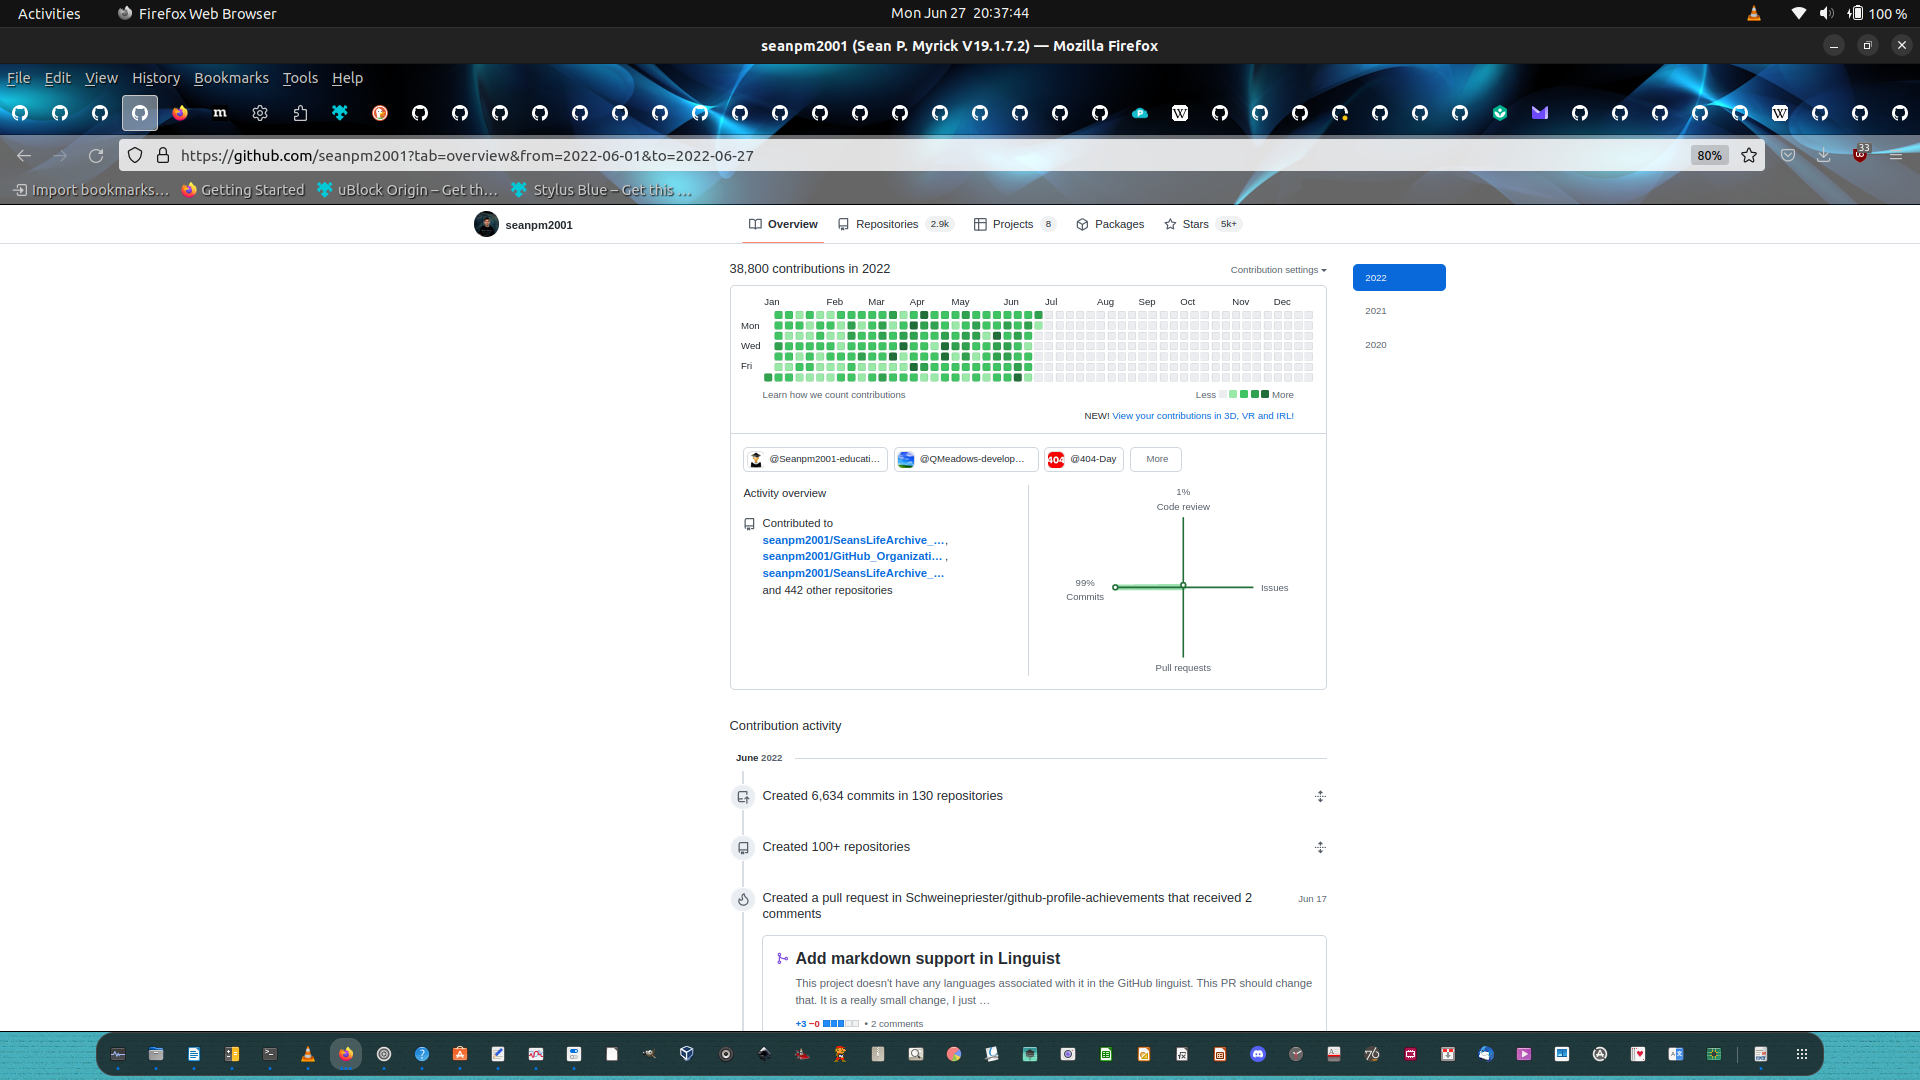 Activities Firefox Web Browser Mon Jun 27 20:37:44 100 %
seanpm2001 (Sean P. Myrick V19.1.7.2) — Mozilla Firefox
File Edit View History Bookmarks Tools Help
https://github.com/seanpm2001?tab=overview&from=2022-06-01&to=2022-06-27 80% 33
Import bookmarks… Getting Started uBlock Origin – Get th… Stylus Blue – Get this …
seanpm2001 Overview Repositories 2.9k Projects 8 Packages Stars 5k+
38,800 contributions in 2022 Contribution settings
2022
2021
2020
Jan Feb Mar Apr May Jun Jul Aug Sep Oct Nov Dec
Mon
Wed
Fri
Learn how we count contributions Less More
NEW! View your contributions in 3D, VR and IRL!
@Seanpm2001-educati… @QMeadows-develop… 404 @404-Day More
Activity overview
Contributed to
seanpm2001/SeansLifeArchive_…,
seanpm2001/GitHub_Organizati… ,
seanpm2001/SeansLifeArchive_…
and 442 other repositories
1%
Code review
99%
Commits
Issues
Pull requests
Contribution activity
June 2022
Created 6,634 commits in 130 repositories
Created 100+ repositories
Created a pull request in Schweinepriester/github-profile-achievements that received 2 Jun 17
comments
Add markdown support in Linguist
This project doesn't have any languages associated with it in the GitHub linguist. This PR should change
that. It is a really small change, I just …
+3 −0 • 2 comments